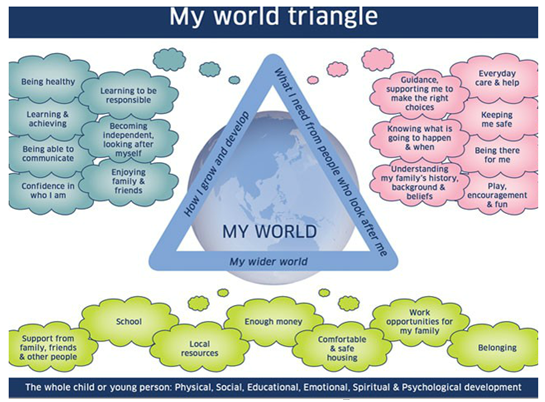 My world triangle
Being healthy
Learning to be
responsible
Learning &
achieving
Becoming
independent,
looking after
myself
Being able to
communicate
Enjoying
family &
friends
Confidence in
who I am
How I grow and develop
What I need from people who look after me
MY WORLD
My wider world
Guidance,
supporting me to
make the right
choices
Everyday
care & help
Keeping
me safe
Knowing what is
going to happen
& when
Being there
for me
Understanding
my family's history,
background &
beliefs
Play,
encouragement
& fun
Support from
family, friends
& other people
School
Local
resources
Enough money
Comfortable
& safe
housing
Work
opportunities for
my family
Belonging
The whole child or young person: Physical, Social, Educational, Emotional, Spiritual & Psychological development